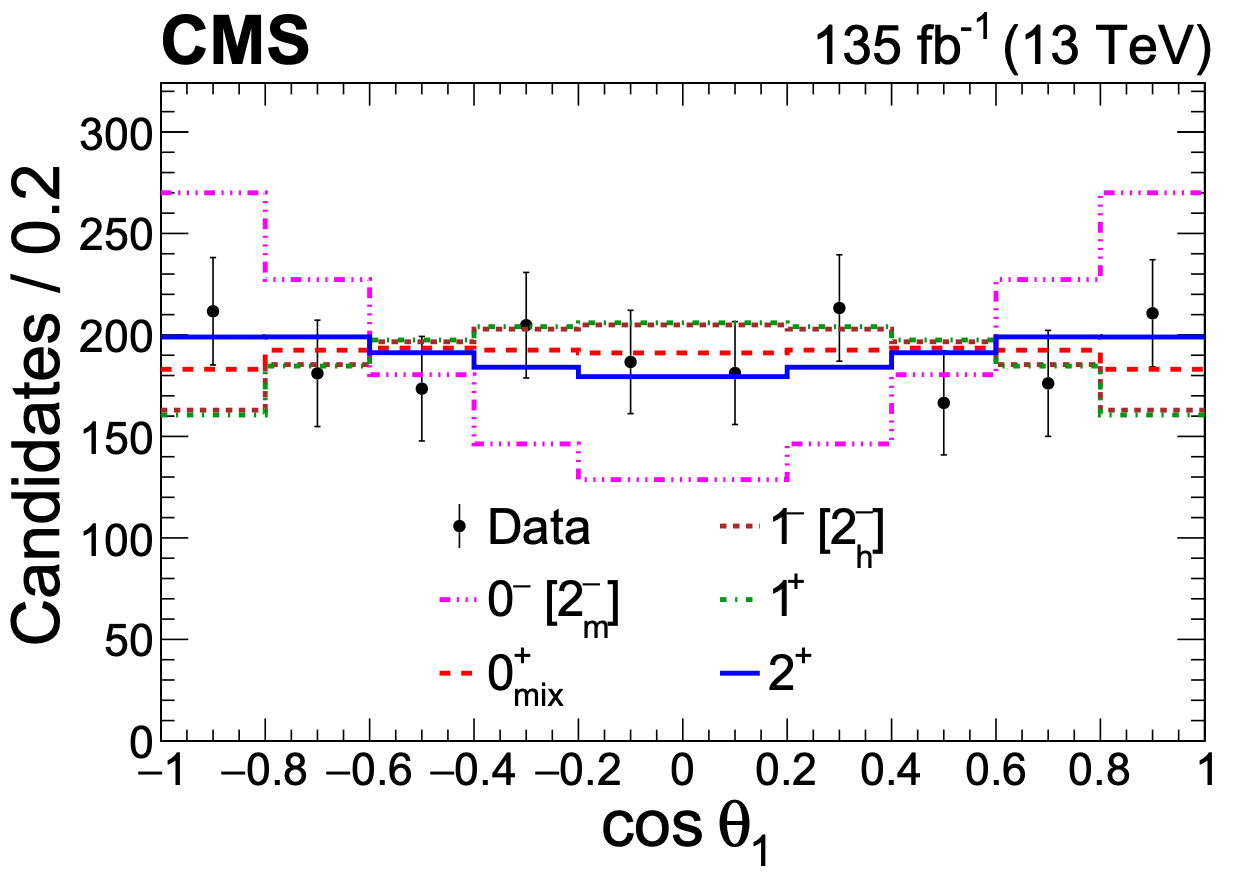 CMS 135 fb⁻¹ (13 TeV)
Candidates / 0.2
300
250
200
150
100
50
0
Data 1⁻ [2⁻ₕ]
0⁻ [2⁻ₘ] 1⁺
0⁺mix 2⁺
−1 −0.8 −0.6 −0.4 −0.2 0 0.2 0.4 0.6 0.8 1
cos θ₁